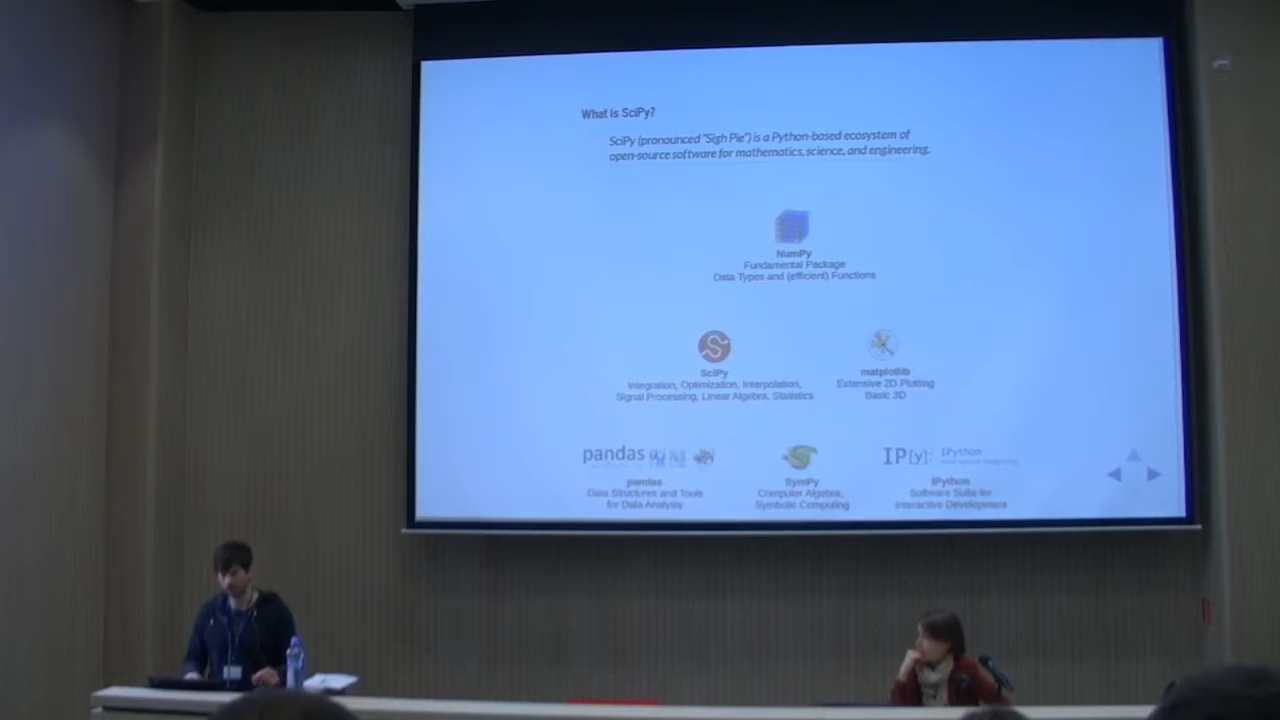 What is SciPy?
SciPy (pronounced "Sigh Pie") is a Python-based ecosystem of
open-source software for mathematics, science, and engineering.
NumPy
Fundamental Package
Data Types and (efficient) Functions
SciPy
Integration, Optimization, Interpolation,
Signal Processing, Linear Algebra, Statistics
matplotlib
Extensive 2D Plotting
Basic 3D
pandas
pandas
Data Structures and Tools
for Data Analysis
SymPy
Computer Algebra,
Symbolic Computing
IP[y]: IPython
IPython
Software Suite for
Interactive Development